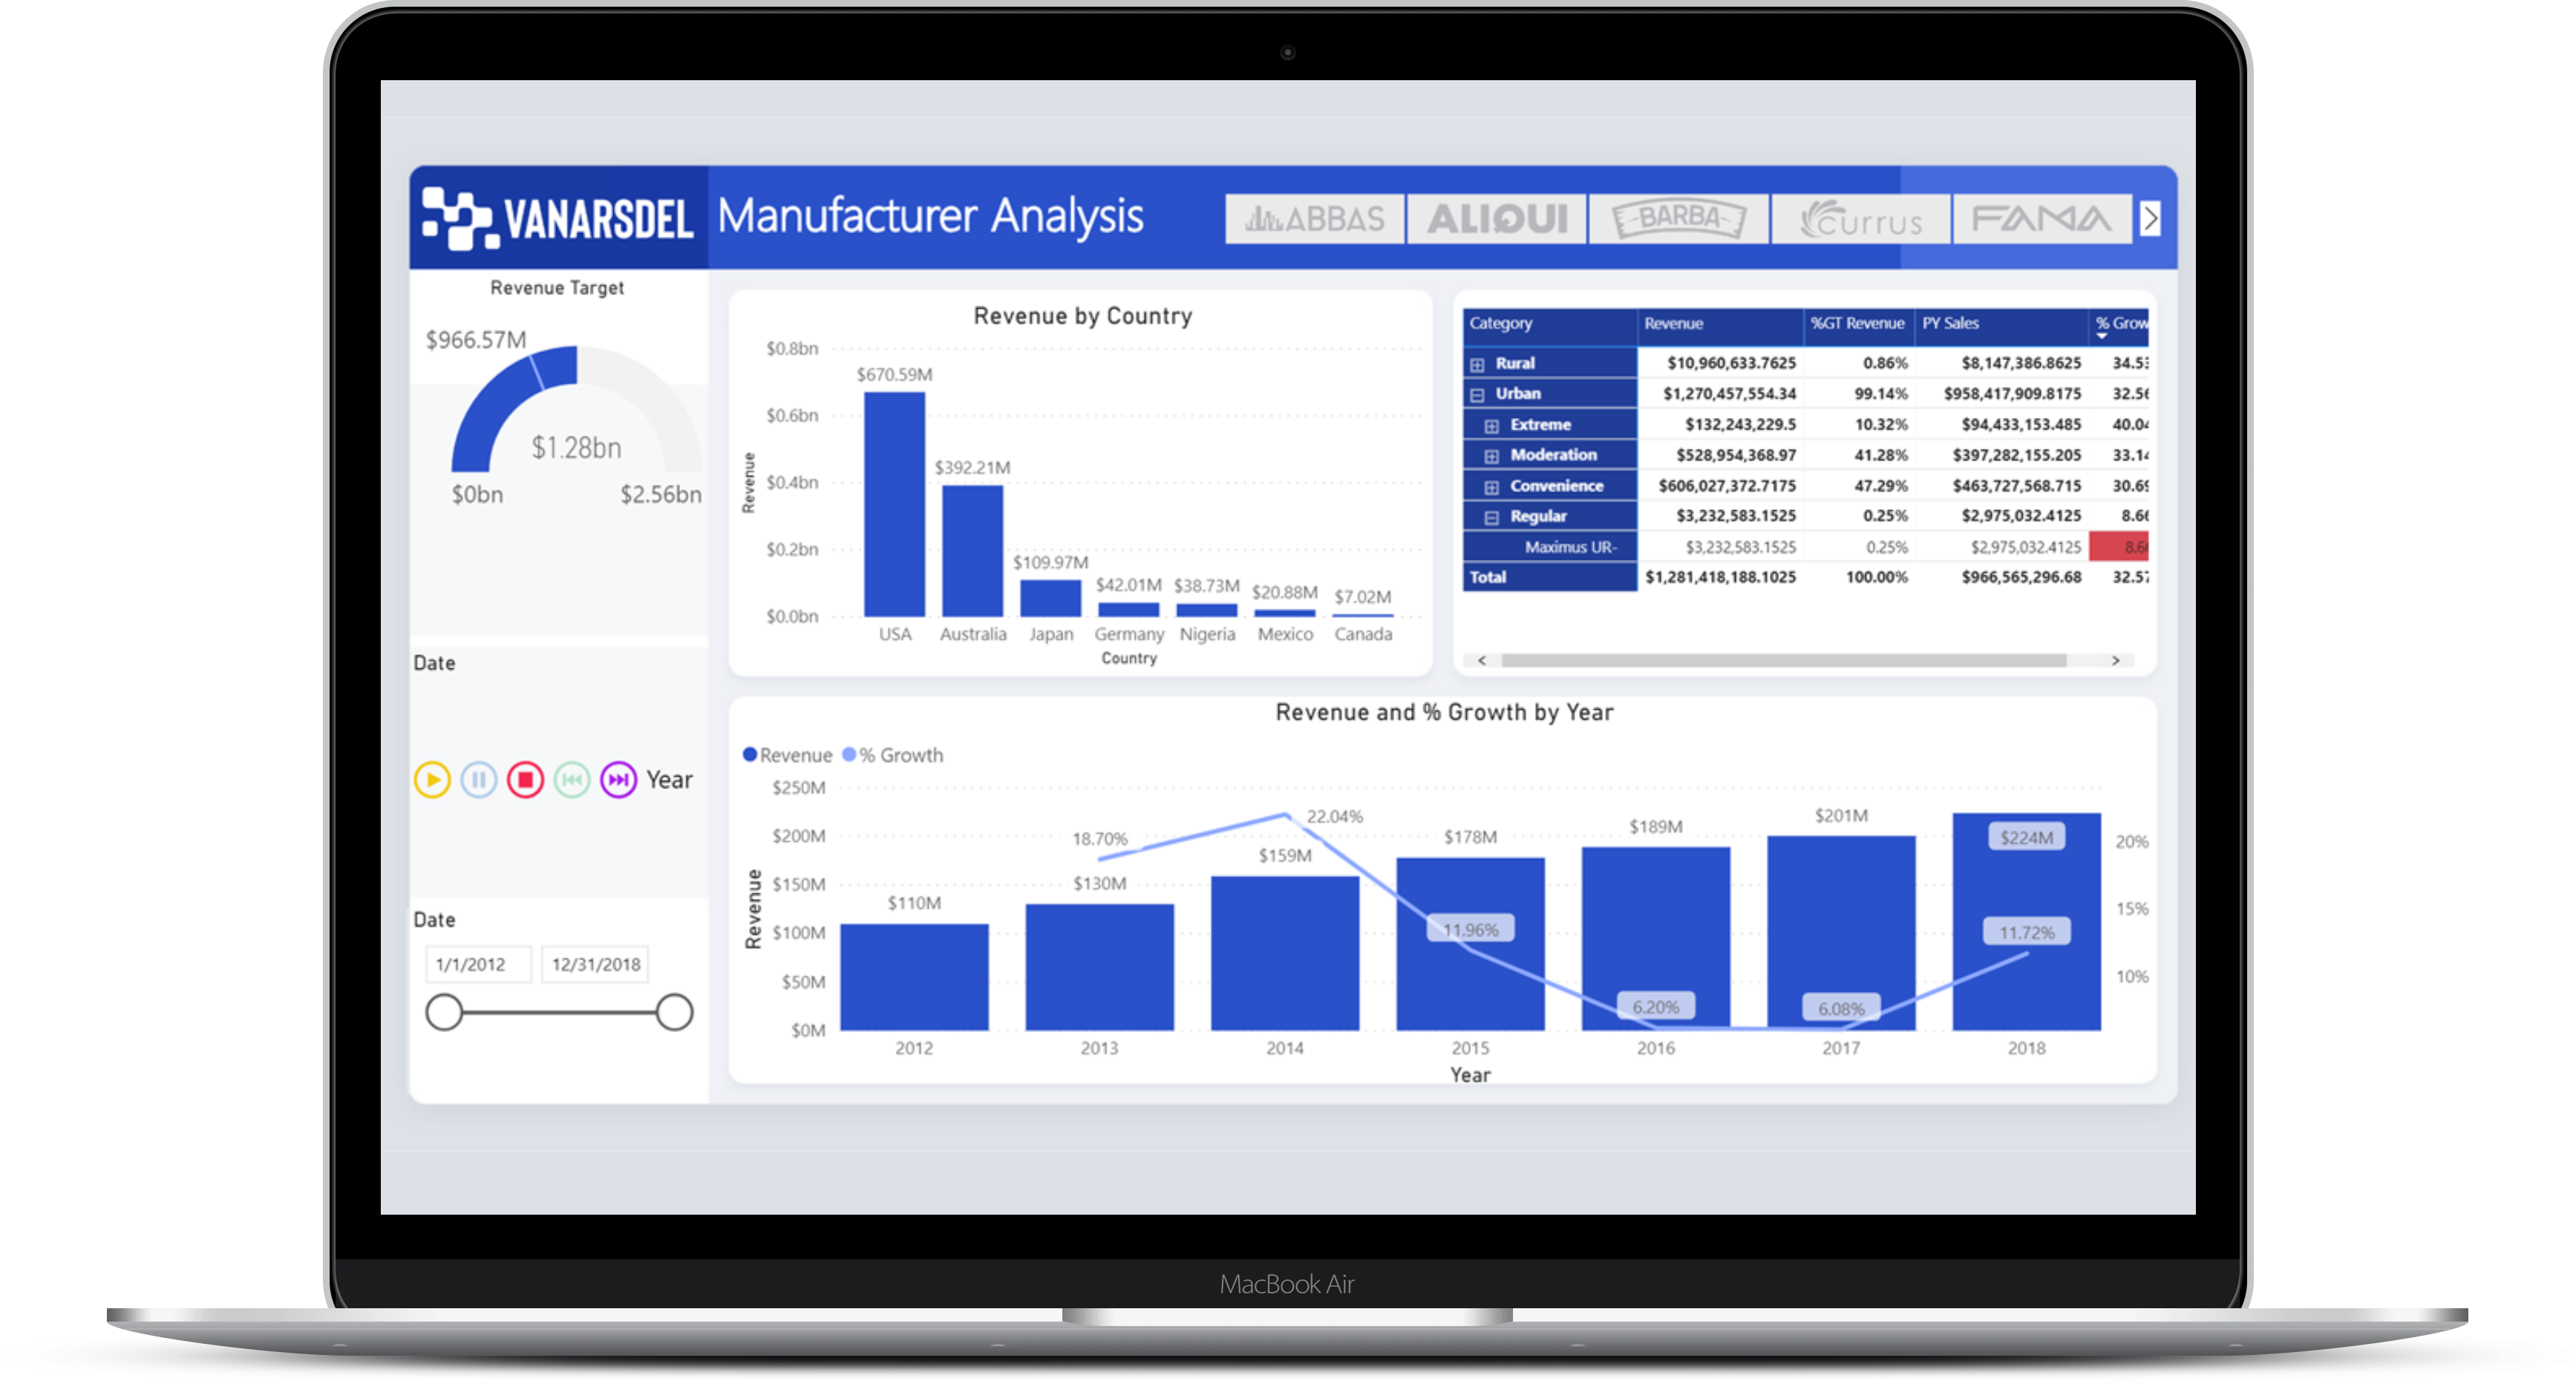 VANARSDEL
Manufacturer Analysis
ABBAS
ALIQUI
BARBA
currus
FAMA
Revenue Target
$966.57M
$1.28bn
$0bn
$2.56bn
Date
Year
Date
1/1/2012
12/31/2018
Revenue by Country
$0.8bn
$0.6bn
$0.4bn
$0.2bn
$0.0bn
Revenue
$670.59M
$392.21M
$109.97M
$42.01M
$38.73M
$20.88M
$7.02M
USA
Australia
Japan
Germany
Nigeria
Mexico
Canada
Country
Category Revenue %GT Revenue PY Sales % Grow
Rural $10,960,633.7625 0.86% $8,147,386.8625 34.53
Urban $1,270,457,554.34 99.14% $958,417,909.8175 32.56
Extreme $132,243,229.5 10.32% $94,433,153.485 40.04
Moderation $528,954,368.97 41.28% $397,282,155.205 33.14
Convenience $606,027,372.7175 47.29% $463,727,568.715 30.69
Regular $3,232,583.1525 0.25% $2,975,032.4125 8.66
Maximus UR- $3,232,583.1525 0.25% $2,975,032.4125 8.66
Total $1,281,418,188.1025 100.00% $966,565,296.68 32.57
Revenue and % Growth by Year
Revenue % Growth
$250M
$200M
$150M
$100M
$50M
$0M
Revenue
$110M
$130M
$159M
$178M
$189M
$201M
$224M
18.70%
22.04%
11.96%
6.20%
6.08%
11.72%
20%
15%
10%
2012
2013
2014
2015
2016
2017
2018
Year
MacBook Air